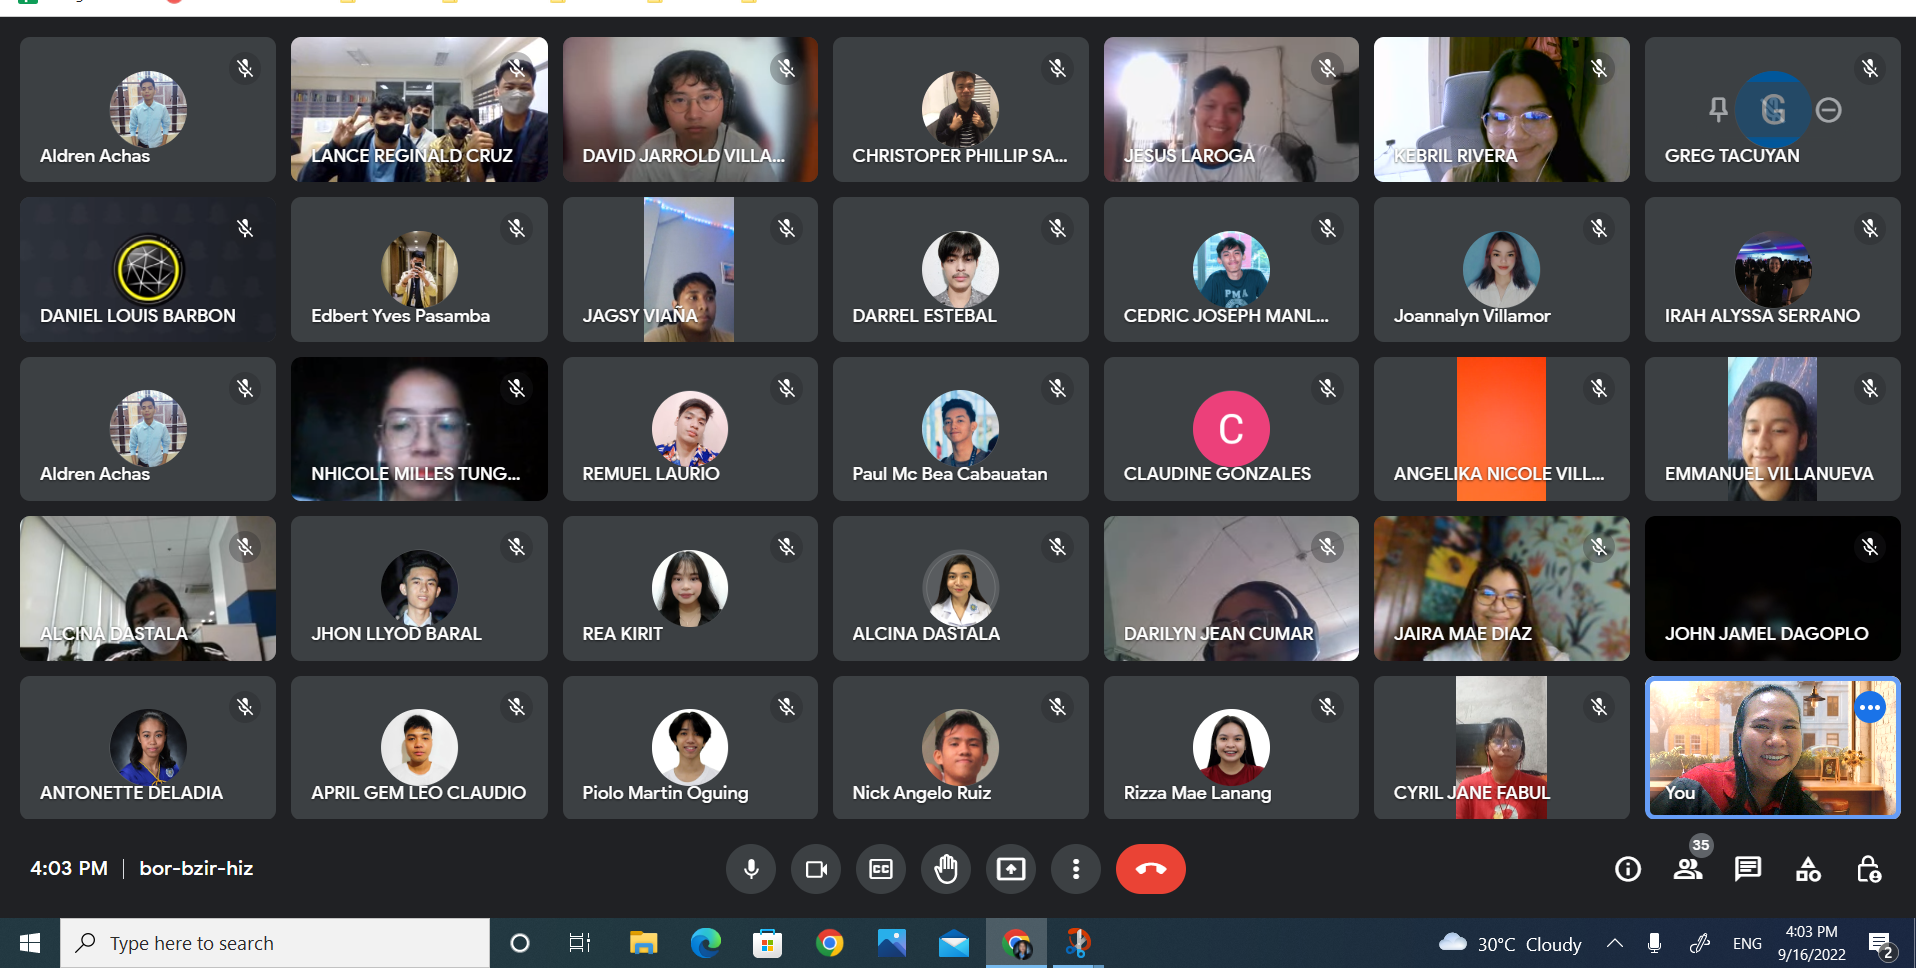 Aldren Achas
LANCE REGINALD CRUZ
DAVID JARROLD VILLA...
CHRISTOPER PHILLIP SA...
JESUS LAROGA
KEBRIL RIVERA
G
GREG TACUYAN
DANIEL LOUIS BARBON
Edbert Yves Pasamba
JAGSY VIAÑA
DARREL ESTEBAL
PMA
CEDRIC JOSEPH MANL...
Joannalyn Villamor
IRAH ALYSSA SERRANO
Aldren Achas
NHICOLE MILLES TUNG...
REMUEL LAURIO
Paul Mc Bea Cabauatan
C
CLAUDINE GONZALES
ANGELIKA NICOLE VILL...
EMMANUEL VILLANUEVA
ALCINA DASTALA
JHON LLYOD BARAL
REA KIRIT
ALCINA DASTALA
DARILYN JEAN CUMAR
JAIRA MAE DIAZ
JOHN JAMEL DAGOPLO
ANTONETTE DELADIA
APRIL GEM LEO CLAUDIO
Piolo Martin Oguing
Nick Angelo Ruiz
Rizza Mae Lanang
CYRIL JANE FABUL
You
4:03 PM | bor-bzir-hiz
CC
35
Type here to search
30°C Cloudy
ENG
4:03 PM
9/16/2022
2